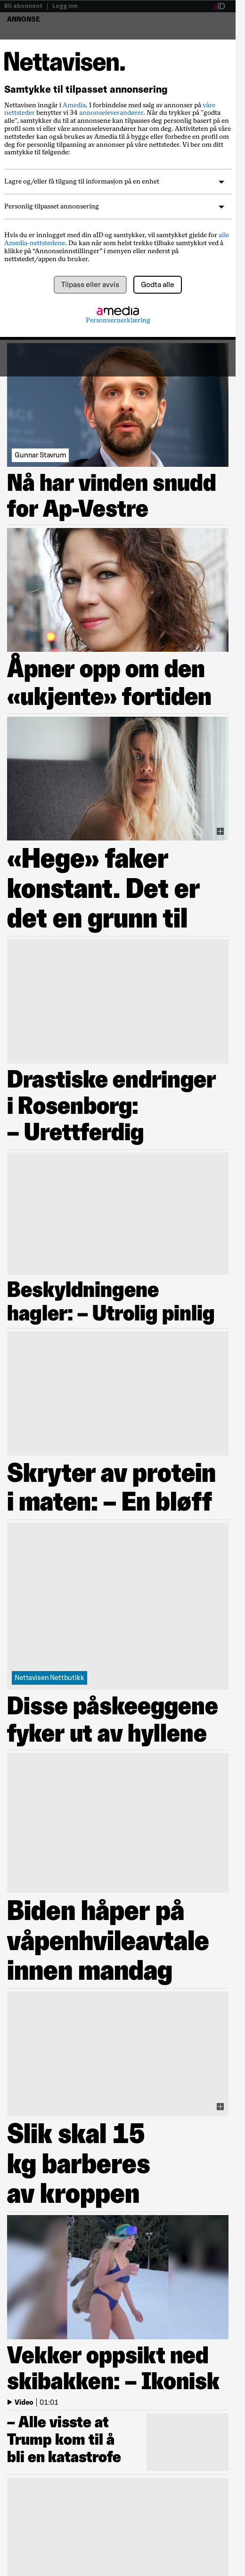 Bli abonnent | Logg inn
aID
ANNONSE
Nettavisen.
Samtykke til tilpasset annonsering
Nettavisen inngår i Amedia. I forbindelse med salg av annonser på våre
nettsteder benytter vi 34 annonseleverandører. Når du trykker på "godta
alle", samtykker du til at annonsene kan tilpasses deg personlig basert på en
profil som vi eller våre annonseleverandører har om deg. Aktiviteten på våre
nettsteder kan også brukes av Amedia til å bygge eller forbedre en profil om
deg for personlig tilpasning av annonser på våre nettsteder. Vi ber om ditt
samtykke til følgende:
Lagre og/eller få tilgang til informasjon på en enhet
Personlig tilpasset annonsering
Hvis du er innlogget med din aID og samtykker, vil samtykket gjelde for alle
Amedia-nettstedene. Du kan når som helst trekke tilbake samtykket ved å
klikke på "Annonseinnstillinger" i menyen eller nederst på
nettstedet/appen du bruker.
Tilpass eller avvis
Godta alle
amedia
Personvernerklæring
Gunnar Stavrum
Nå har vinden snudd
for Ap-Vestre
Åpner opp om den
«ukjente» fortiden
«Hege» faker
konstant. Det er
det en grunn til
Drastiske endringer
i Rosenborg:
– Urettferdig
Beskyldningene
hagler: – Utrolig pinlig
Skryter av protein
i maten: – En bløff
Nettavisen Nettbutikk
Disse påskeeggene
fyker ut av hyllene
Biden håper på
våpenhvileavtale
innen mandag
Slik skal 15
kg barberes
av kroppen
Vekker oppsikt ned
skibakken: – Ikonisk
Video | 01:01
– Alle visste at
Trump kom til å
bli en katastrofe